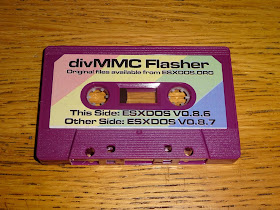 divMMC Flasher
Original files available from ESXDOS.ORG
This Side: ESXDOS V0.8.6
Other Side: ESXDOS V0.8.7